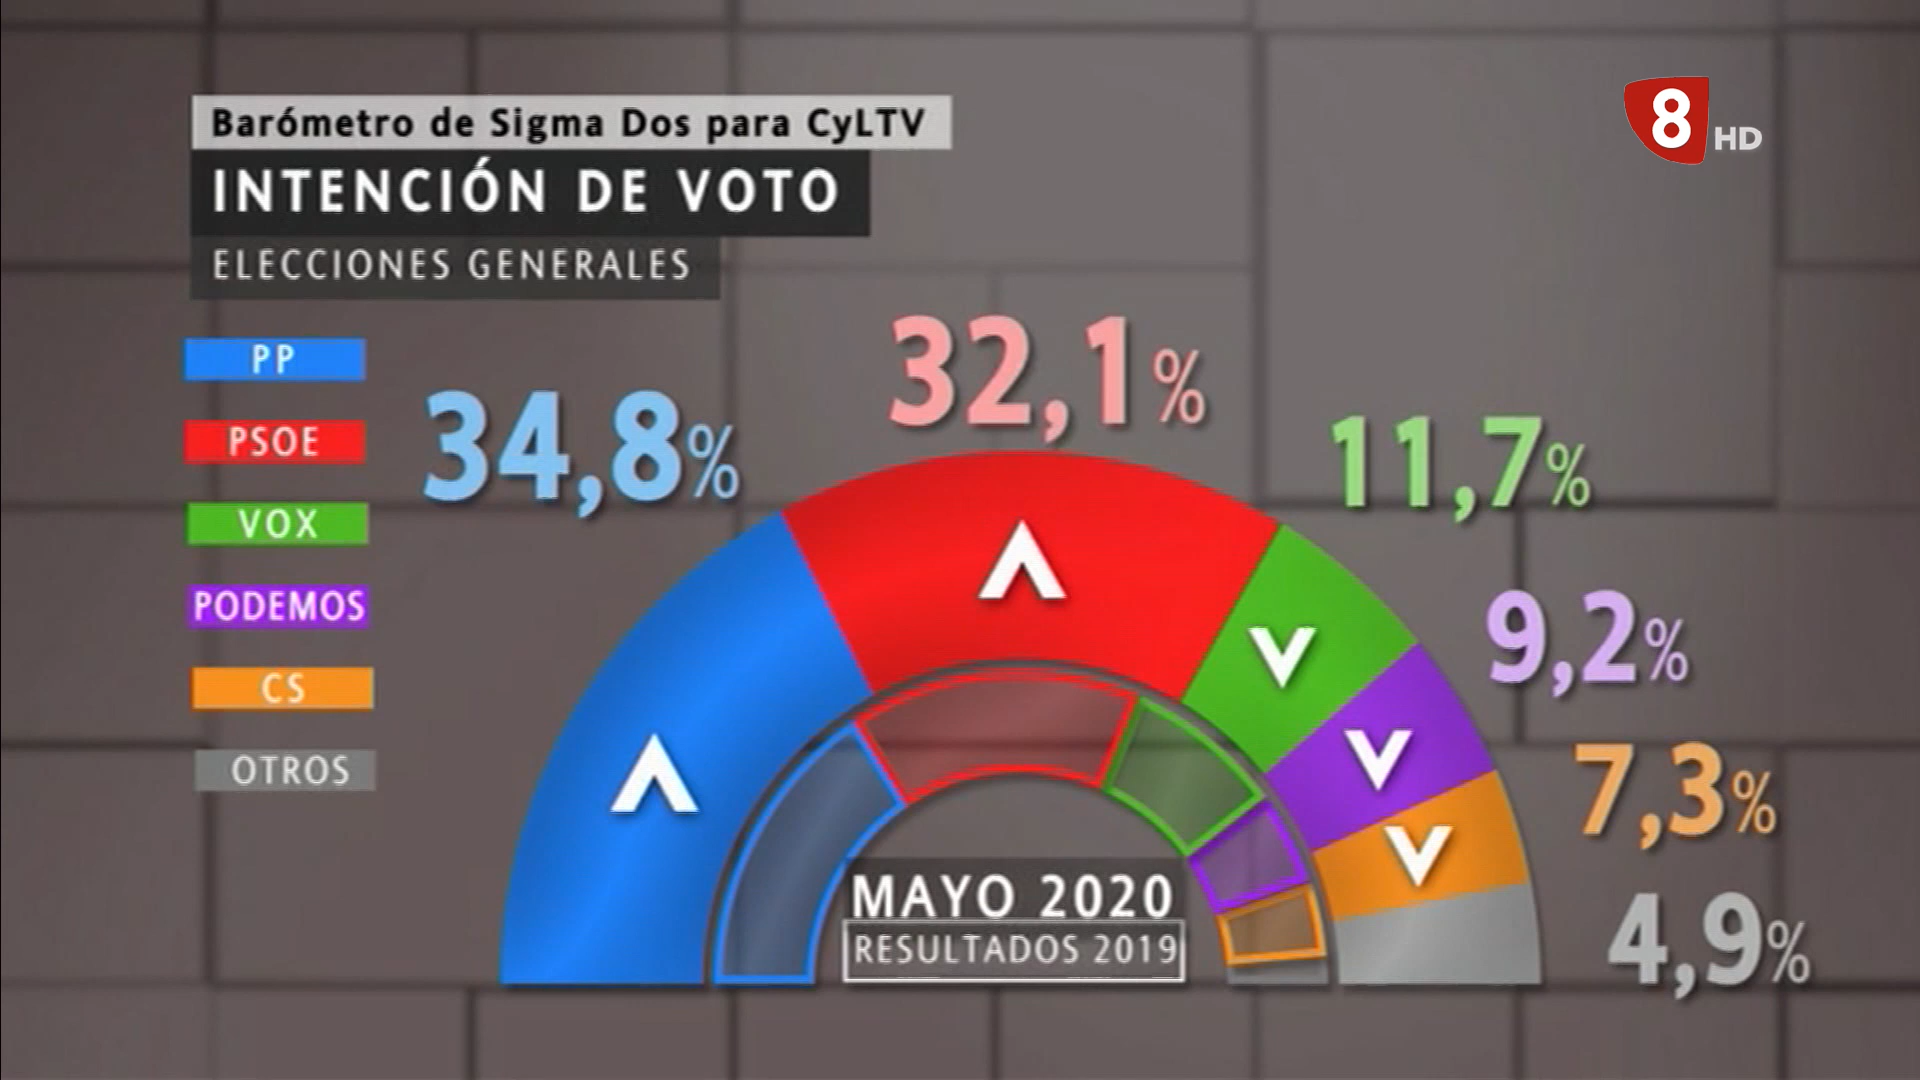 Barómetro de Sigma Dos para CyLTV
8 HD
INTENCIÓN DE VOTO
ELECCIONES GENERALES
PP
PSOE
VOX
PODEMOS
CS
OTROS
34,8%
32,1%
11,7%
9,2%
7,3%
4,9%
MAYO 2020
RESULTADOS 2019